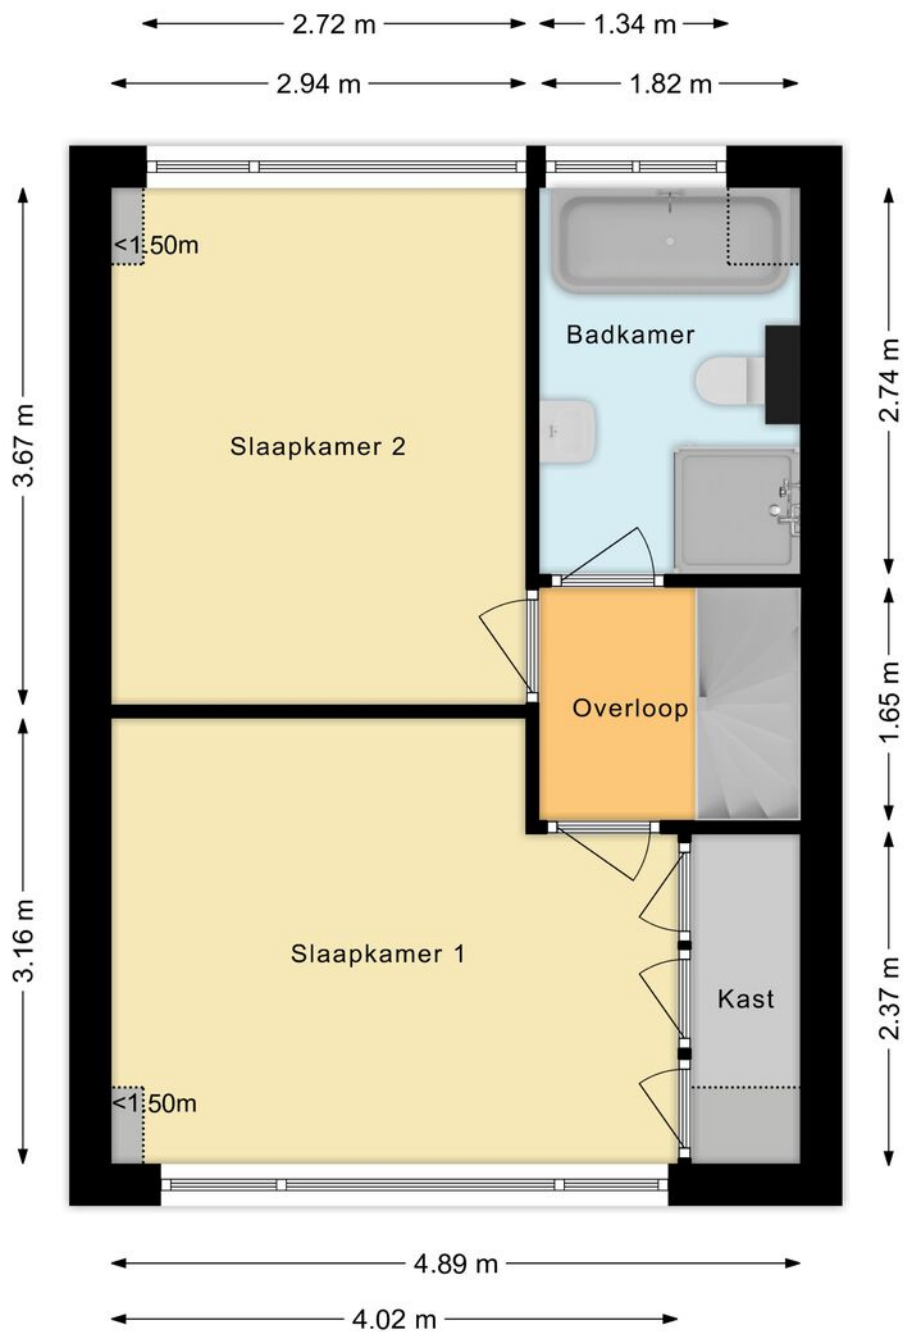 2.72 m
1.34 m
2.94 m
1.82 m
<1.50m
Badkamer
2.74 m
3.67 m
Slaapkamer 2
1.65 m
Overloop
3.16 m
Slaapkamer 1
2.37 m
Kast
<1.50m
4.89 m
4.02 m